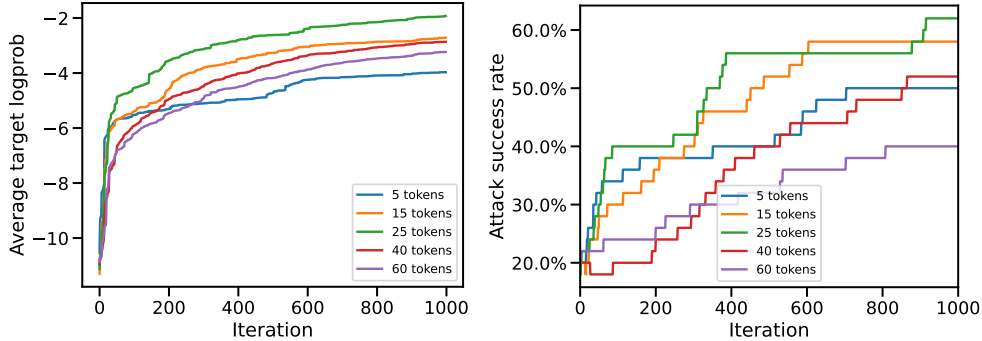 Average target logprob
−2
−4
−6
−8
−10
0
200
400
600
800
1000
Iteration
5 tokens
15 tokens
25 tokens
40 tokens
60 tokens
Attack success rate
60.0%
50.0%
40.0%
30.0%
20.0%
0
200
400
600
800
1000
Iteration
5 tokens
15 tokens
25 tokens
40 tokens
60 tokens